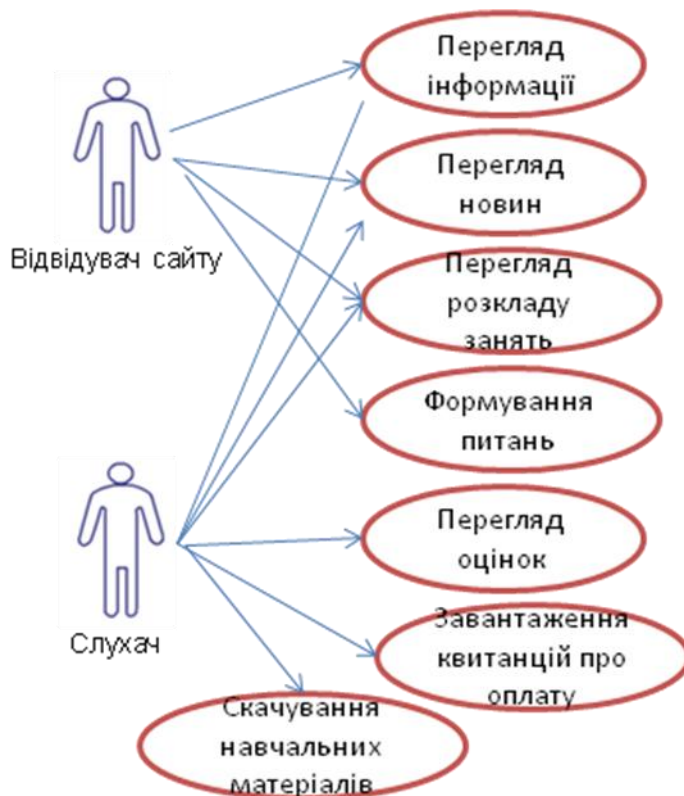 Перегляд
інформації
Перегляд
новин
Відвідувач сайту
Перегляд
розкладу
занять
Формування
питань
Перегляд
оцінок
Слухач
Завантаження
квитанцій про
оплату
Скачування
навчальних
матеріалів